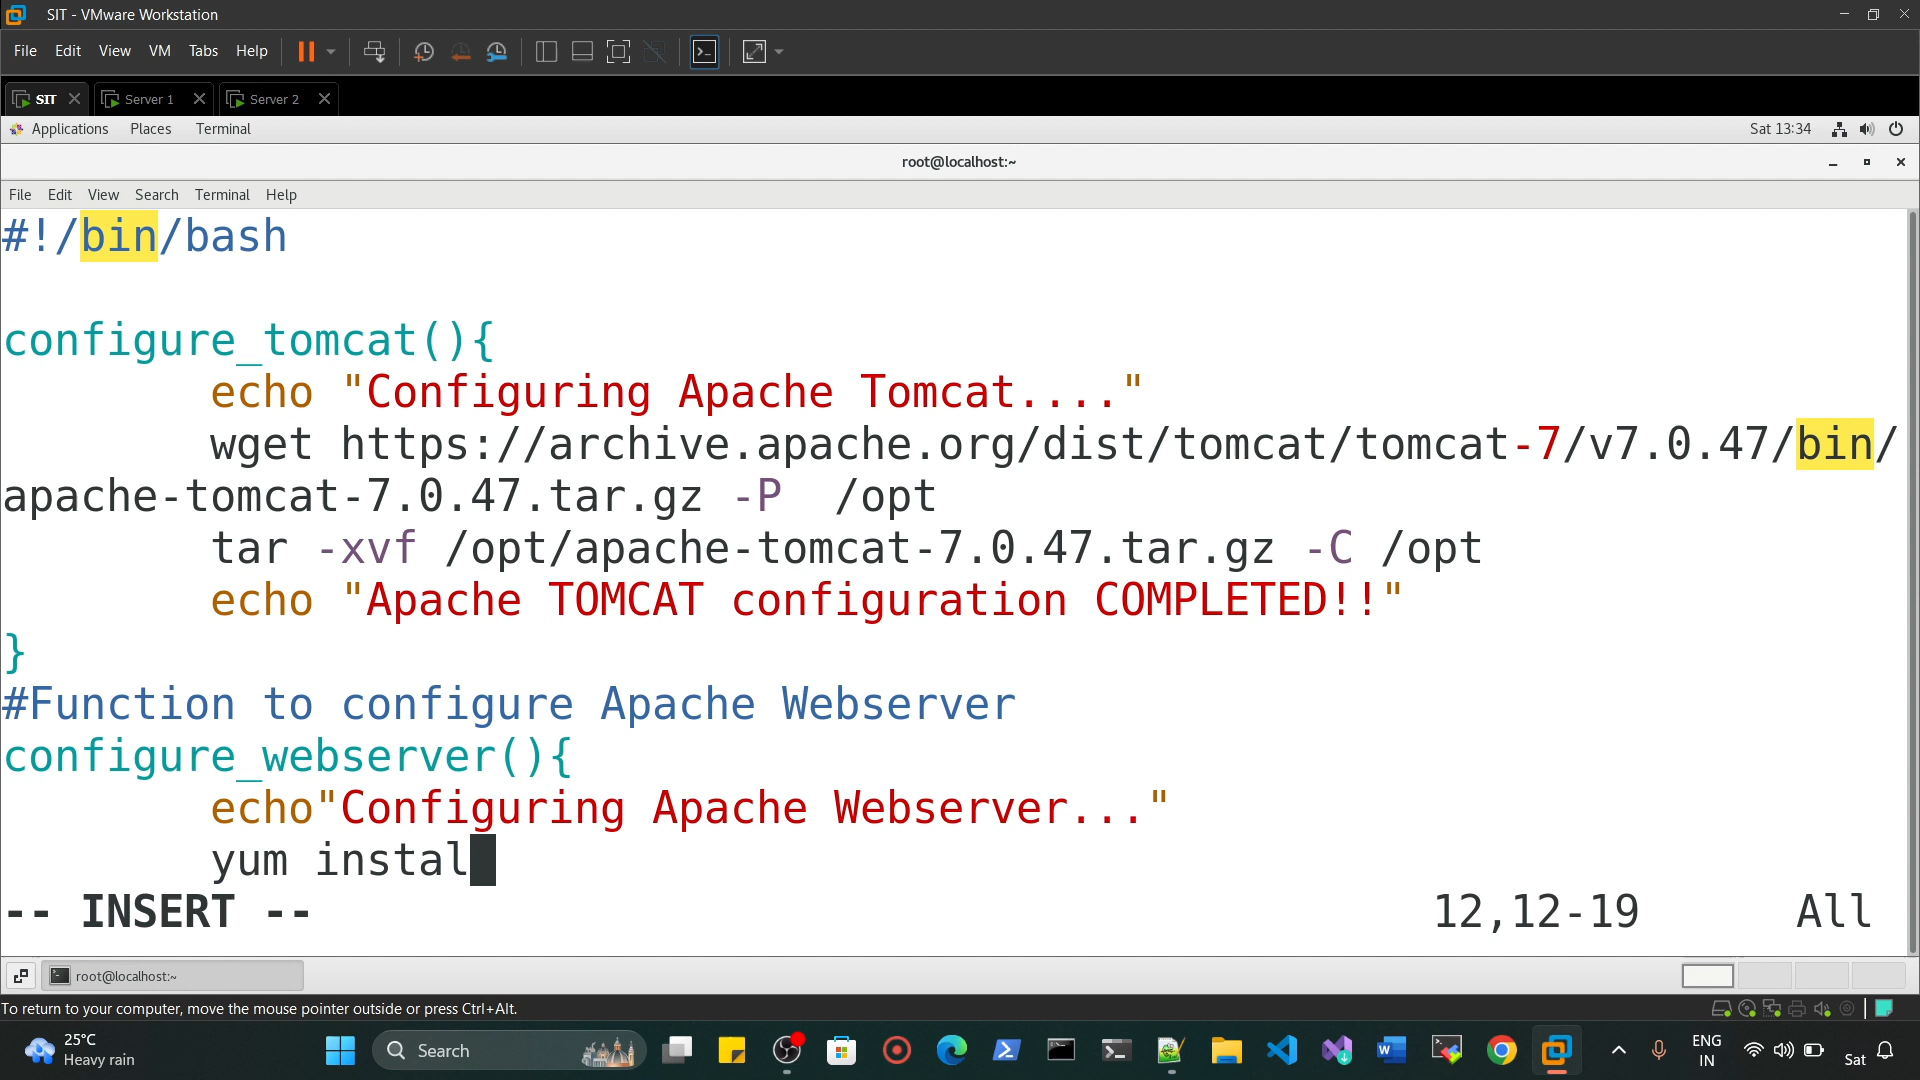 SIT - VMware Workstation
File Edit View VM Tabs Help
SIT Server 1 Server 2
Applications Places Terminal Sat 13:34
root@localhost:~
File Edit View Search Terminal Help
#!/bin/bash
configure_tomcat(){
echo "Configuring Apache Tomcat...."
wget https://archive.apache.org/dist/tomcat/tomcat-7/v7.0.47/bin/
apache-tomcat-7.0.47.tar.gz -P  /opt
tar -xvf /opt/apache-tomcat-7.0.47.tar.gz -C /opt
echo "Apache TOMCAT configuration COMPLETED!!"
}
#Function to configure Apache Webserver
configure_webserver(){
echo"Configuring Apache Webserver..."
yum instal
-- INSERT -- 12,12-19 All
root@localhost:~
To return to your computer, move the mouse pointer outside or press Ctrl+Alt.
25°C
Heavy rain
Search
ENG
IN
Sat